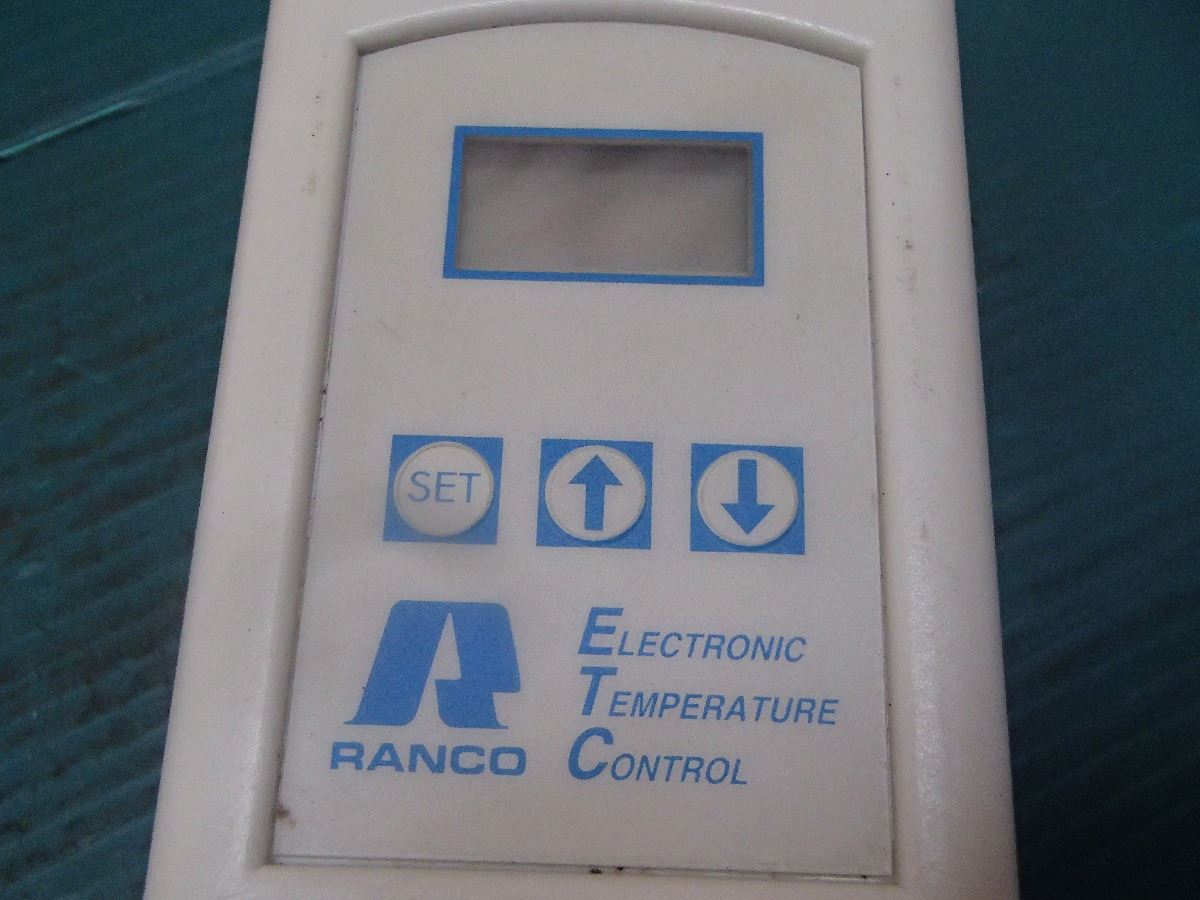 SET
RANCO
ELECTRONIC
TEMPERATURE
CONTROL